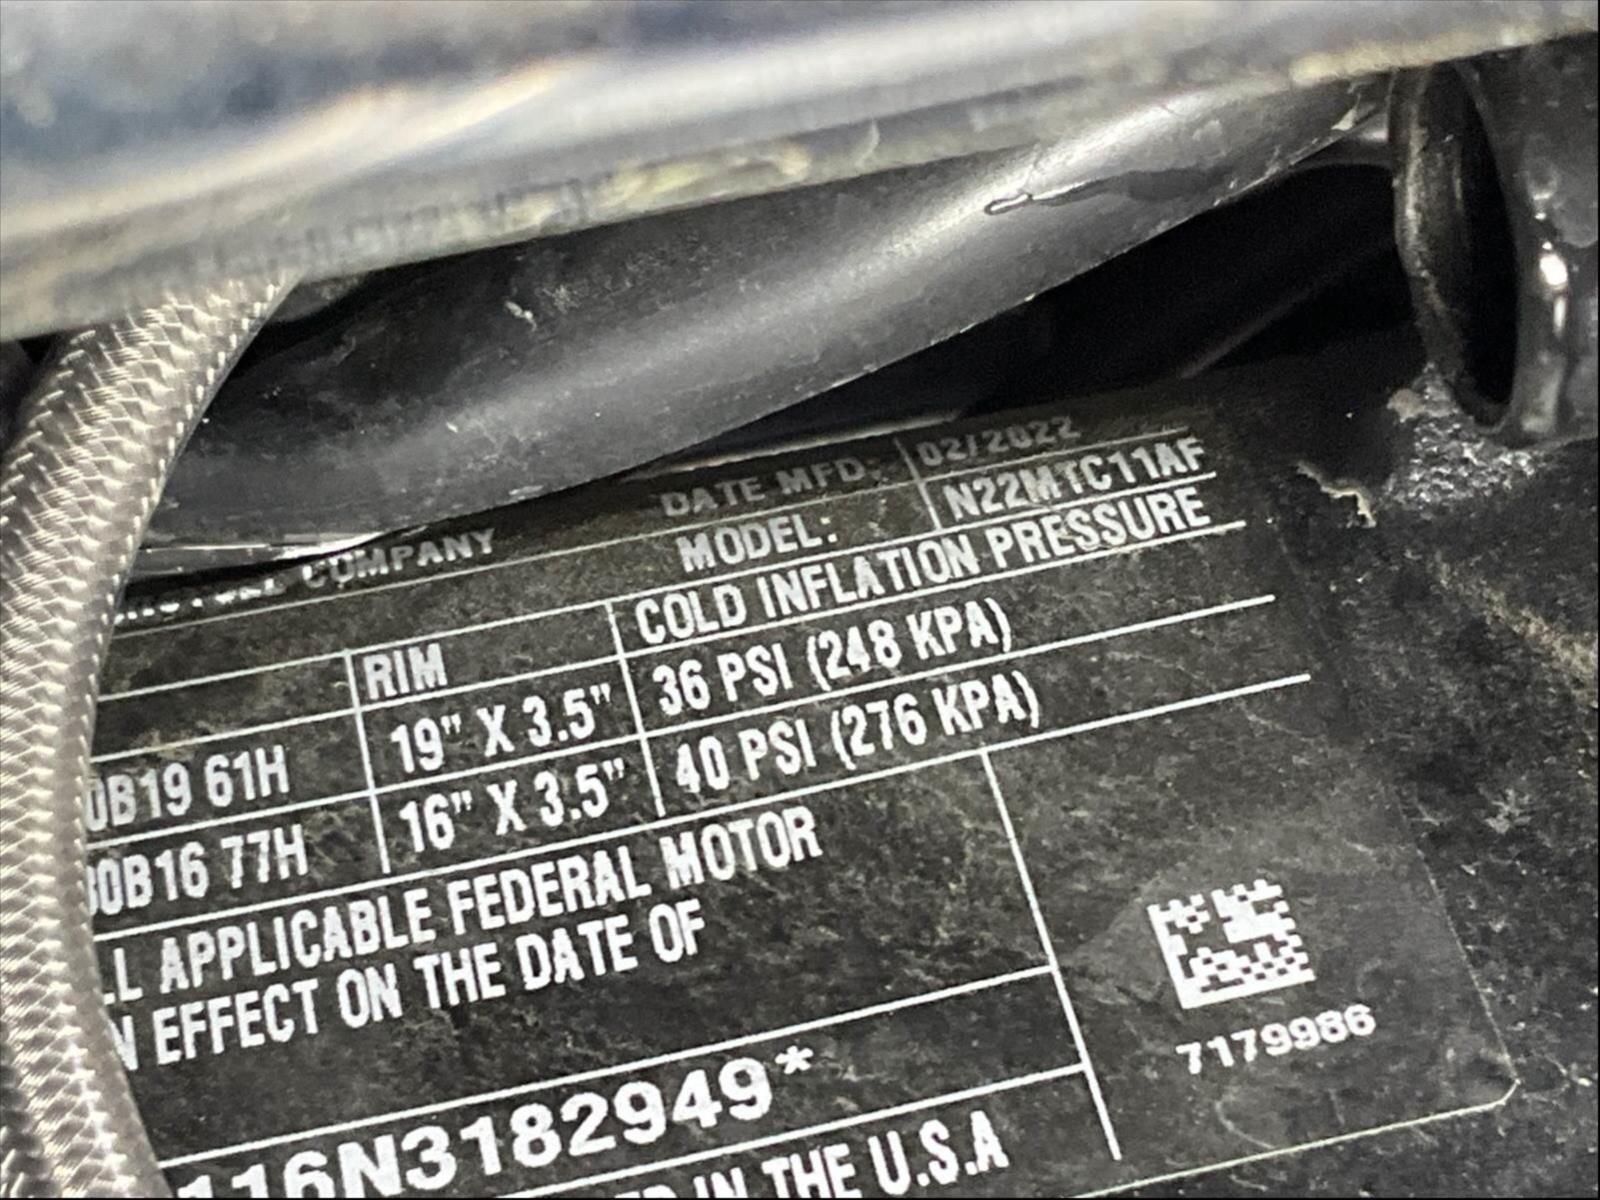 COMPANY DATE MFD: 02/2022
MODEL: N22MTC11AF
RIM COLD INFLATION PRESSURE
0B19 61H 19" X 3.5" 36 PSI (248 KPA)
0B16 77H 16" X 3.5" 40 PSI (276 KPA)
LL APPLICABLE FEDERAL MOTOR
N EFFECT ON THE DATE OF
116N3182949*
IN THE U.S.A
7179986